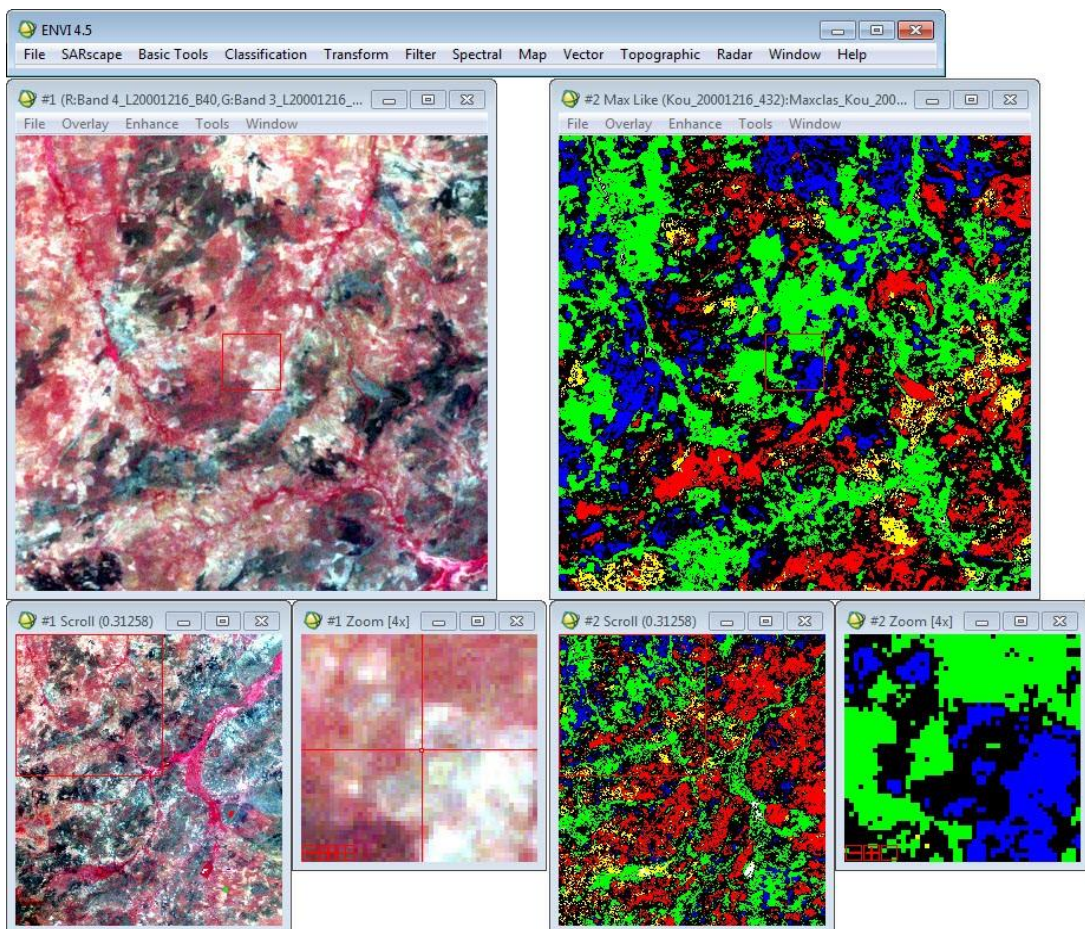 ENVI 4.5
File SARscape Basic Tools Classification Transform Filter Spectral Map Vector Topographic Radar Window Help
#1 (R:Band 4_L20001216_B40,G:Band 3_L20001216_...
File Overlay Enhance Tools Window
#2 Max Like (Kou_20001216_432):Maxclas_Kou_200...
File Overlay Enhance Tools Window
#1 Scroll (0.31258)
#1 Zoom [4x]
#2 Scroll (0.31258)
#2 Zoom [4x]